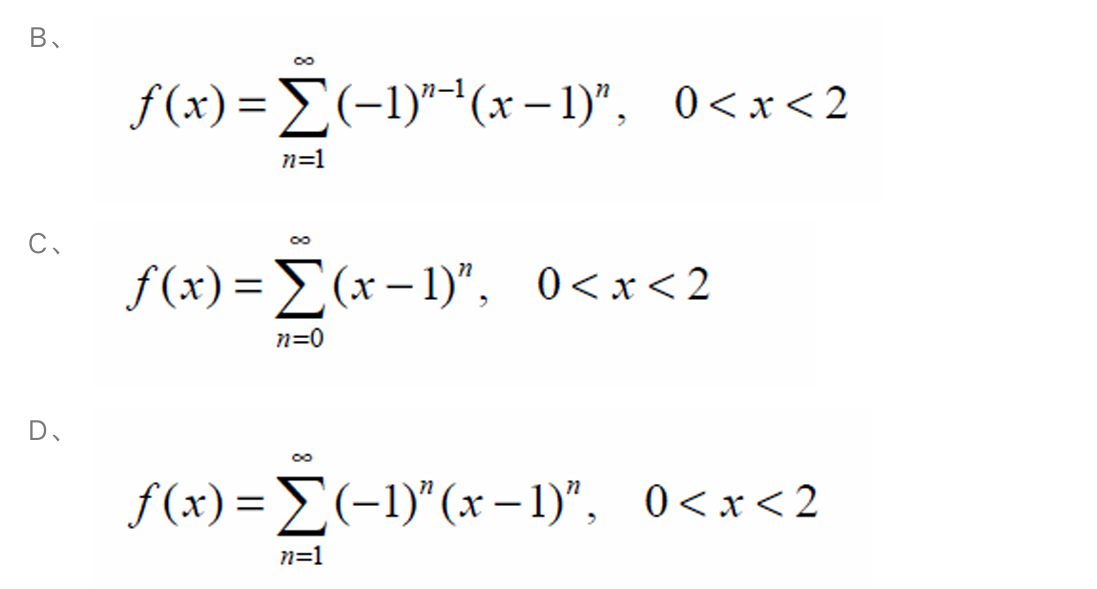 B、
f(x) = ∑_{n=1}^{∞} (−1)^{n−1}(x−1)^n, 0<x<2
C、
f(x) = ∑_{n=0}^{∞} (x−1)^n, 0<x<2
D、
f(x) = ∑_{n=1}^{∞} (−1)^n(x−1)^n, 0<x<2